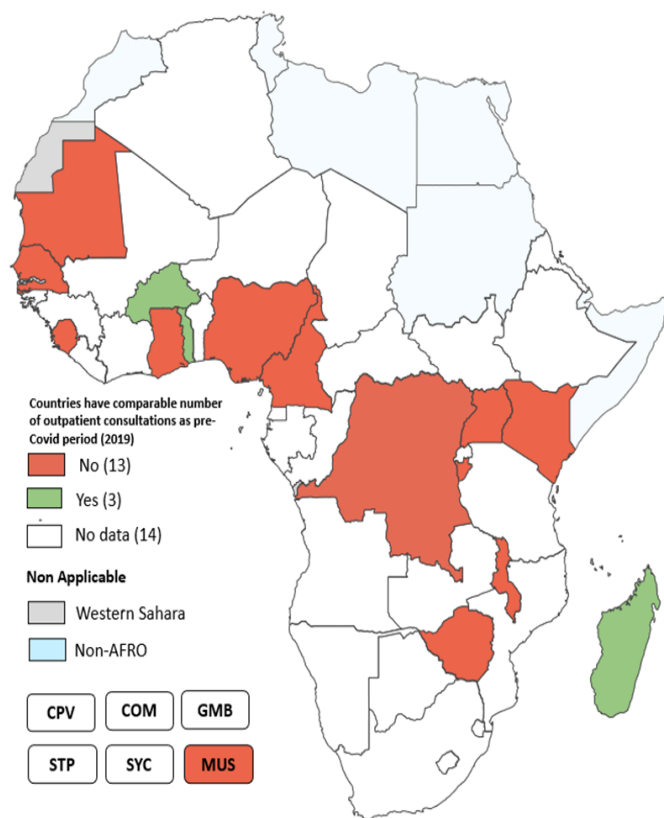 Countries have comparable number
of outpatient consultations as pre-
Covid period (2019)
No (13)
Yes (3)
No data (14)
Non Applicable
Western Sahara
Non-AFRO
CPV COM GMB
STP SYC MUS